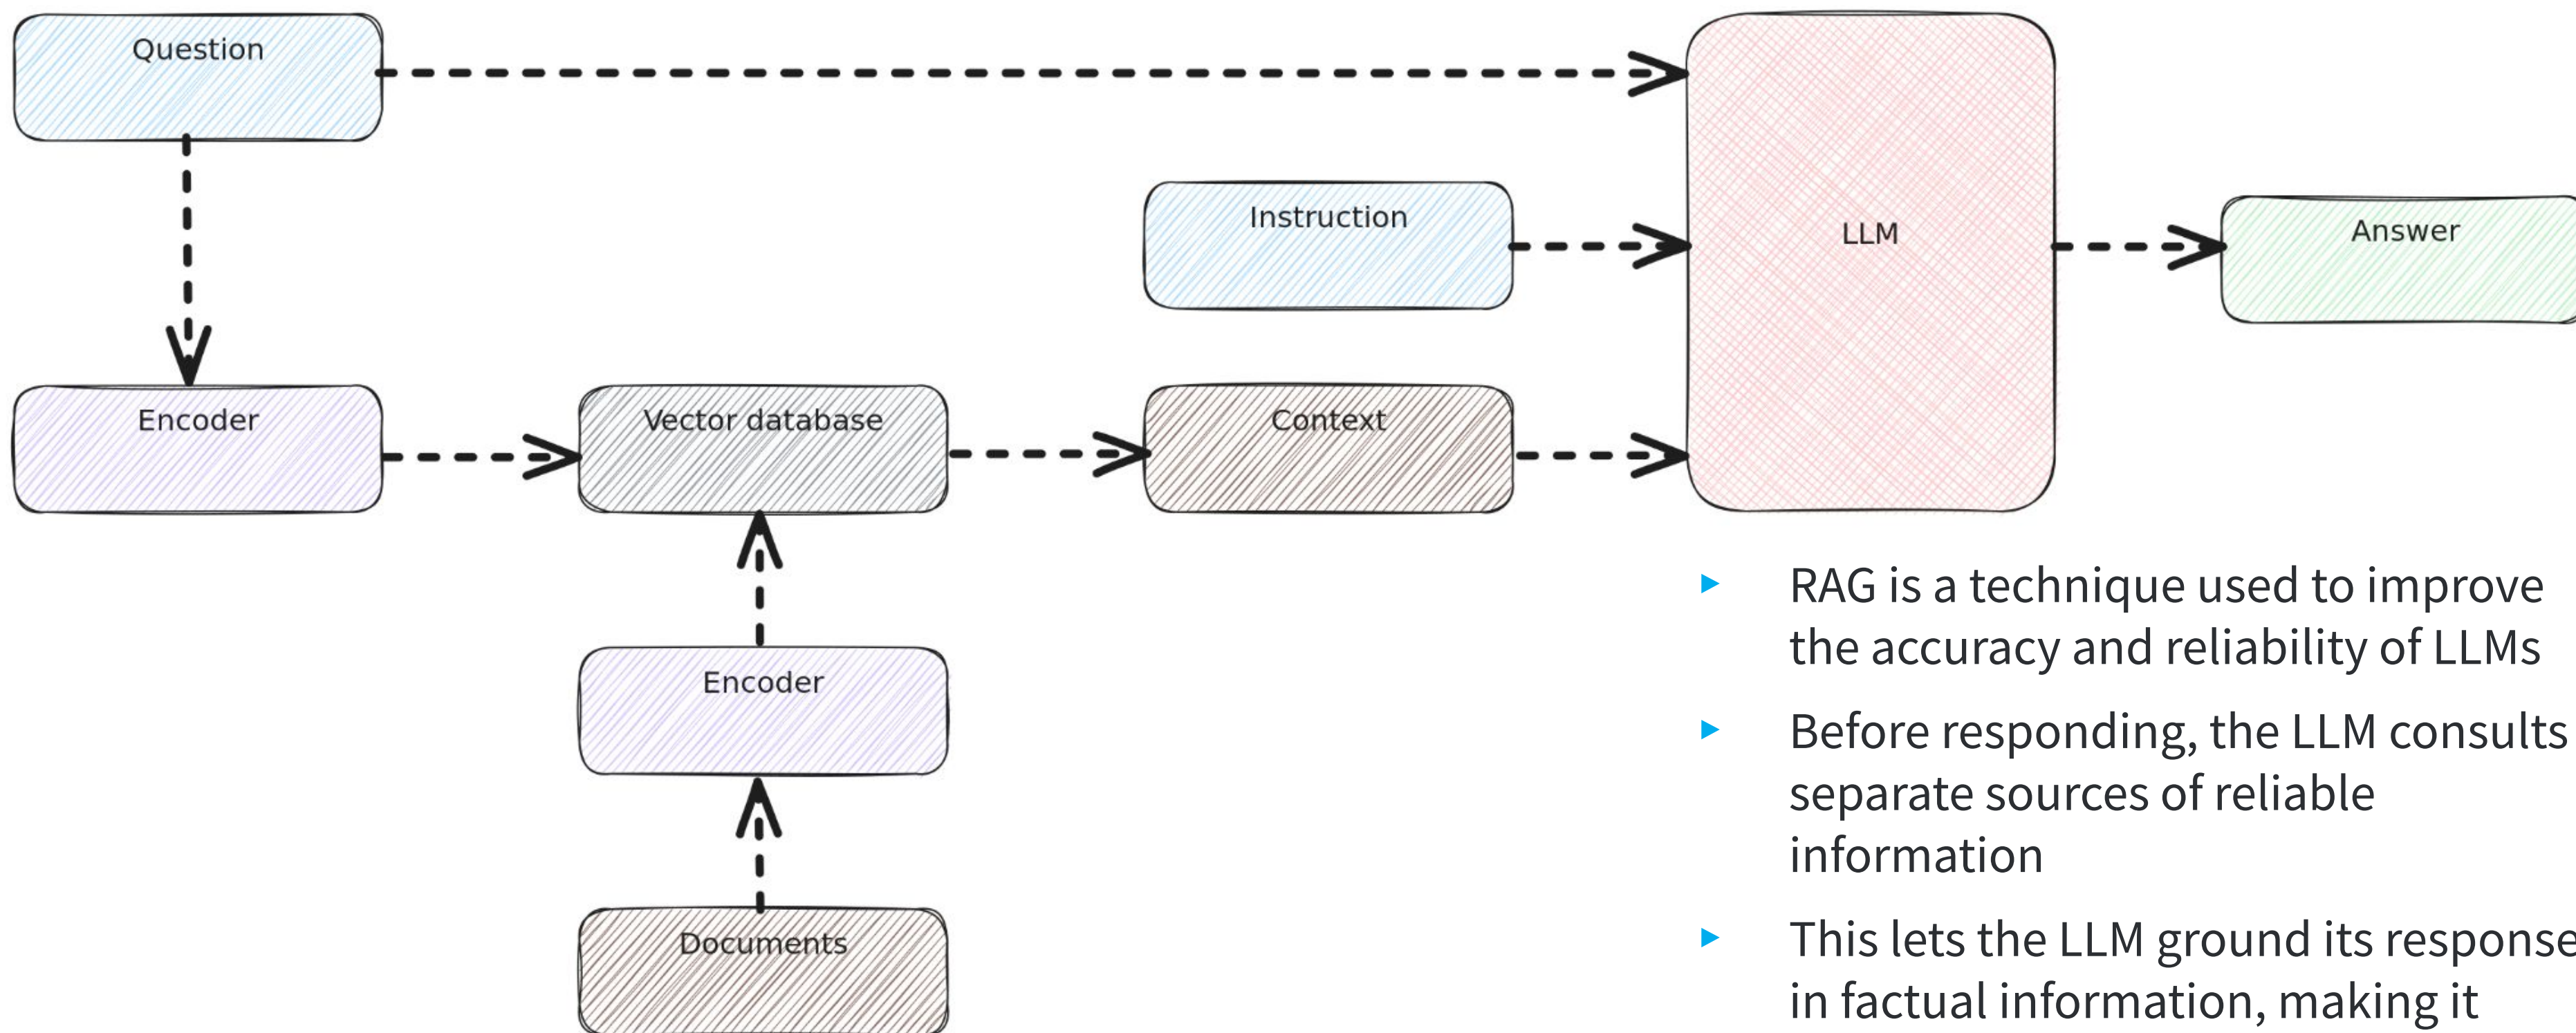 Question
Instruction
LLM
Answer
Encoder
Vector database
Context
Encoder
Documents
▸ RAG is a technique used to improve
the accuracy and reliability of LLMs
▸ Before responding, the LLM consults
separate sources of reliable
information
▸ This lets the LLM ground its response
in factual information, making it